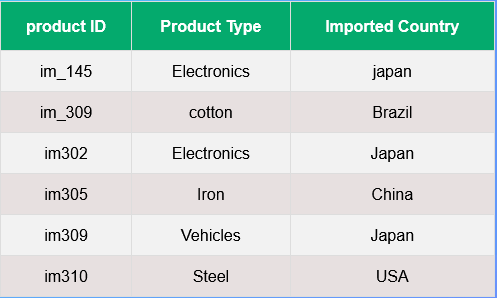 product ID Product Type Imported Country
im_145 Electronics japan
im_309 cotton Brazil
im302 Electronics Japan
im305 Iron China
im309 Vehicles Japan
im310 Steel USA